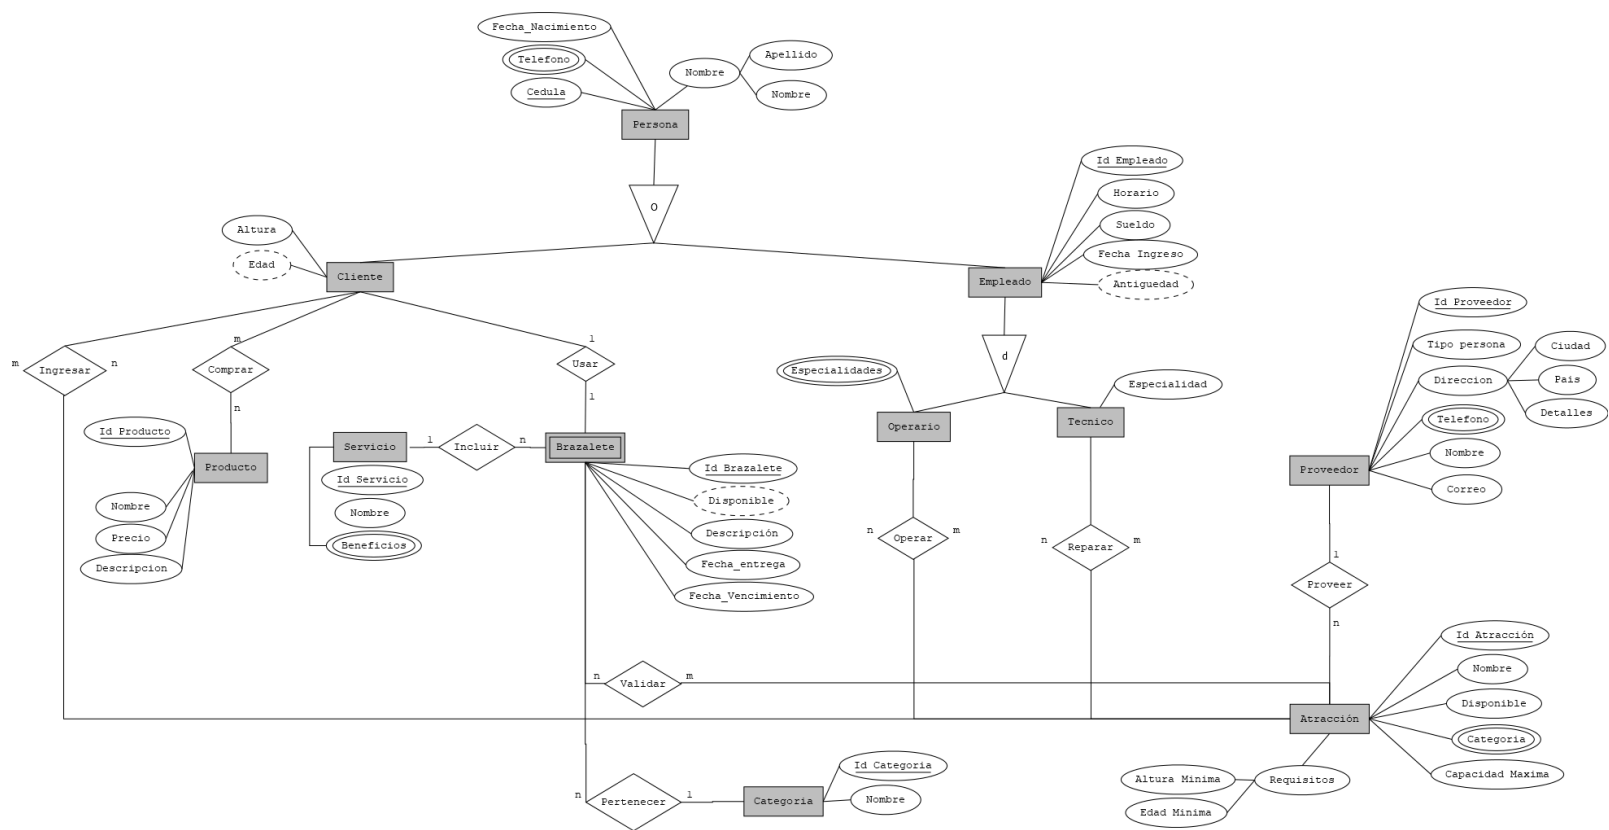 Fecha_Nacimiento
Telefono
Cedula
Nombre
Apellido
Nombre
Persona
O
Altura
Edad
Cliente
Id Empleado
Horario
Sueldo
Fecha Ingreso
Antiguedad
Empleado
d
m
Ingresar
n
m
Comprar
n
1
Usar
1
Especialidades
Operario
Especialidad
Tecnico
Id Proveedor
Tipo persona
Direccion
Ciudad
Pais
Detalles
Telefono
Nombre
Correo
Proveedor
Id Producto
Producto
Nombre
Precio
Descripcion
Servicio
Id Servicio
Nombre
Beneficios
1
Incluir
n
Brazalete
Id Brazalete
Disponible
Descripción
Fecha_entrega
Fecha_Vencimiento
n
Operar
m
n
Reparar
m
1
Proveer
n
n
Validar
m
Atracción
Id Atracción
Nombre
Disponible
Categoria
Capacidad Maxima
Requisitos
Altura Minima
Edad Minima
n
Pertenecer
1
Categoria
Id Categoria
Nombre